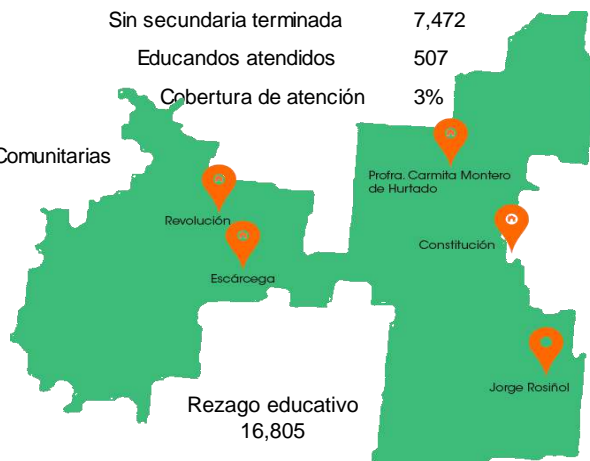 Sin secundaria terminada 7,472
Educandos atendidos 507
Cobertura de atención 3%
Comunitarias
Profra. Carmita Montero
de Hurtado
Revolución
Constitución
Escárcega
Jorge Rosiñol
Rezago educativo
16,805